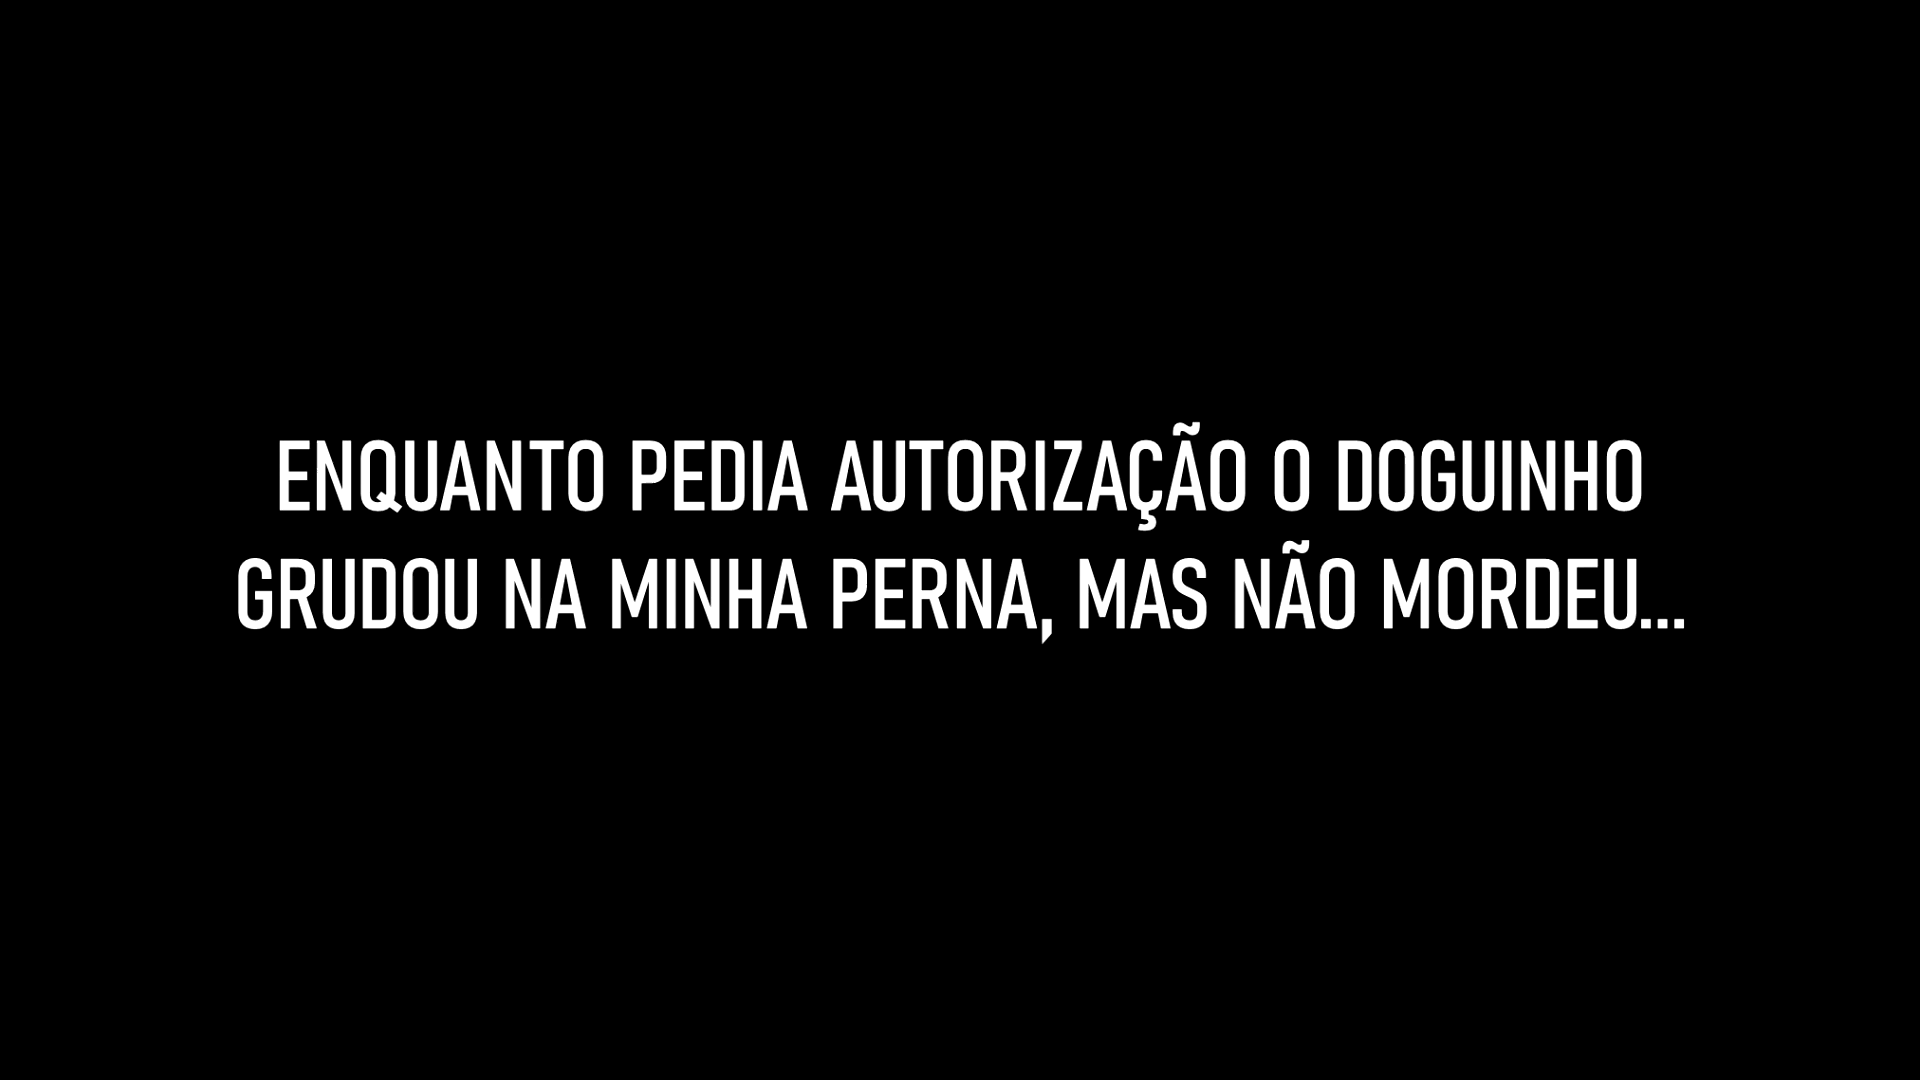 ENQUANTO PEDIA AUTORIZAÇÃO O DOGUINHO
GRUDOU NA MINHA PERNA, MAS NÃO MORDEU...